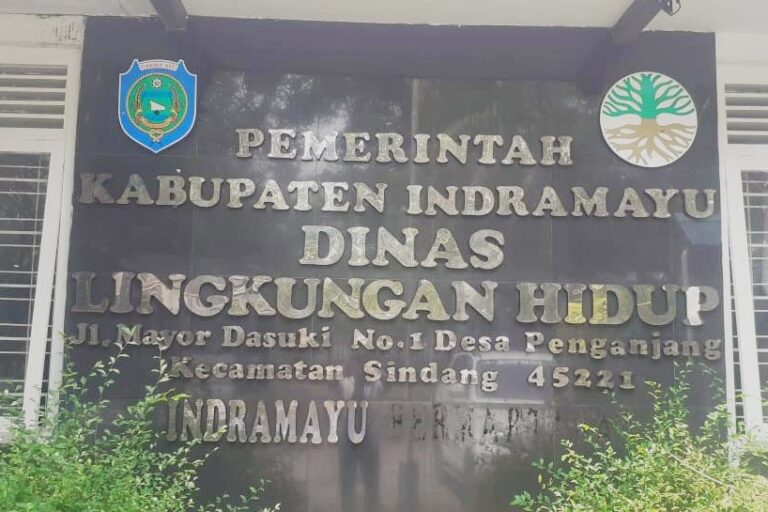 PEMERINTAH
KABUPATEN INDRAMAYU
DINAS
LINGKUNGAN HIDUP
Jl. Mayor Dasuki No.1 Desa Penganjang
Kecamatan Sindang 45221
INDRAMAYU